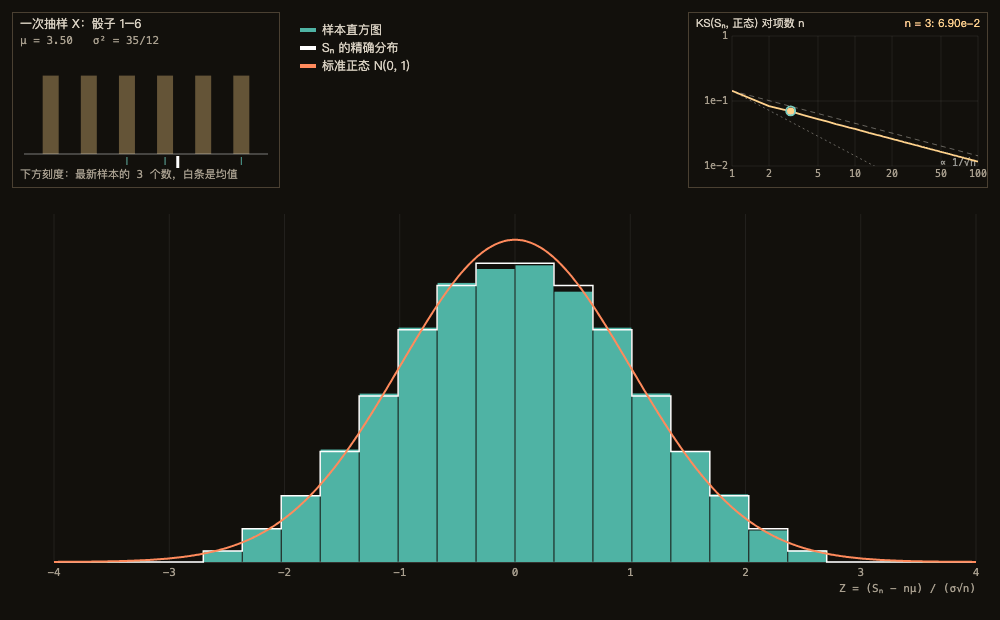 一次抽样 X: 骰子 1–6
μ = 3.50 σ² = 35/12
下方刻度: 最新样本的 3 个数, 白条是均值
样本直方图
Sₙ 的精确分布
标准正态 N(0, 1)
KS(Sₙ, 正态) 对项数 n
n = 3: 6.90e−2
1
1e−1
1e−2
∝ 1/√n
1 2 5 10 20 50 100
−4 −3 −2 −1 0 1 2 3 4
Z = (Sₙ − nμ) / (σ√n)